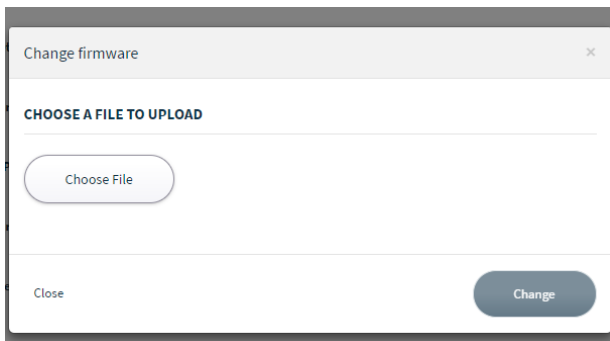 Change firmware
×
CHOOSE A FILE TO UPLOAD
Choose File
Close
Change